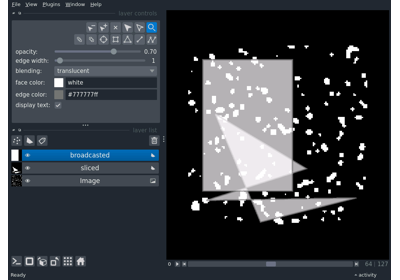 File View Plugins Window Help
layer controls
opacity: 0.70
edge width: 1
blending: translucent
face color: white
edge color: #777777ff
display text:
layer list
broadcasted
sliced
Image
64 127
Ready
activity